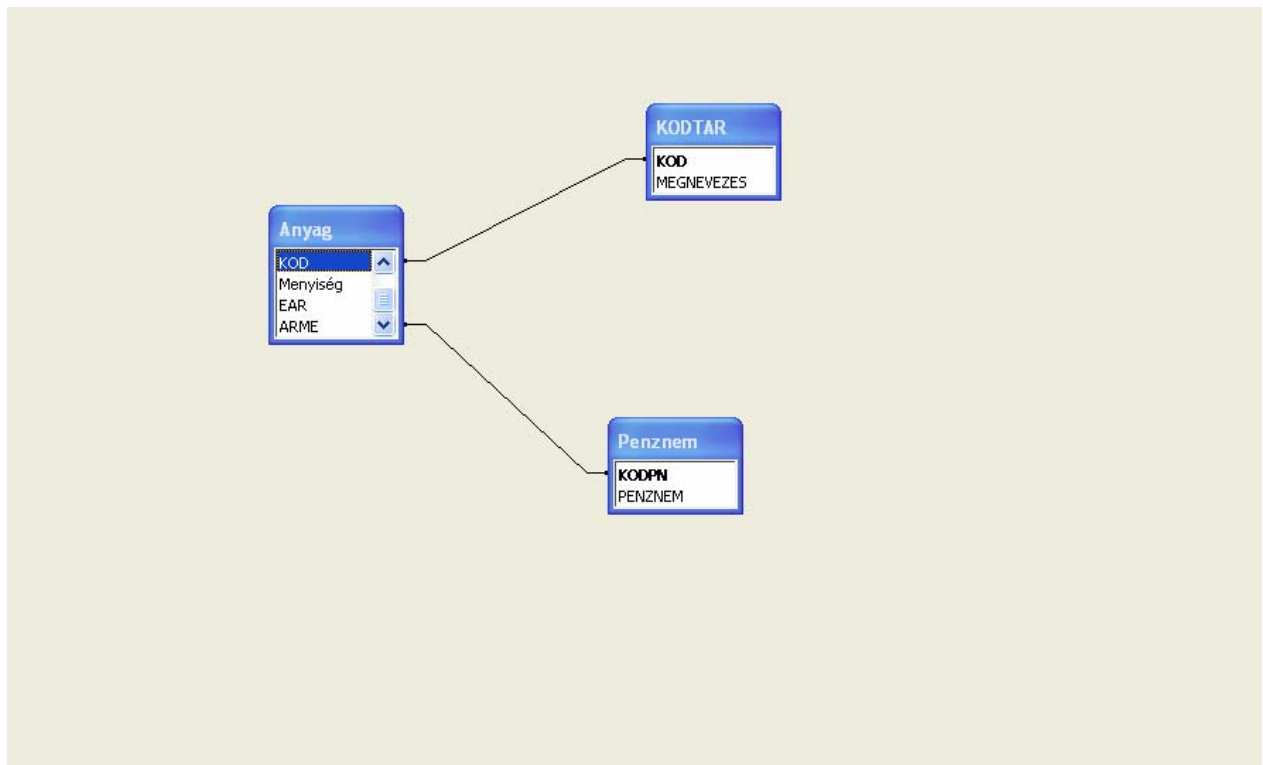 KODTAR
KOD
MEGNEVEZES
Anyag
KOD
Menyiség
EAR
ARME
Penznem
KODPN
PENZNEM